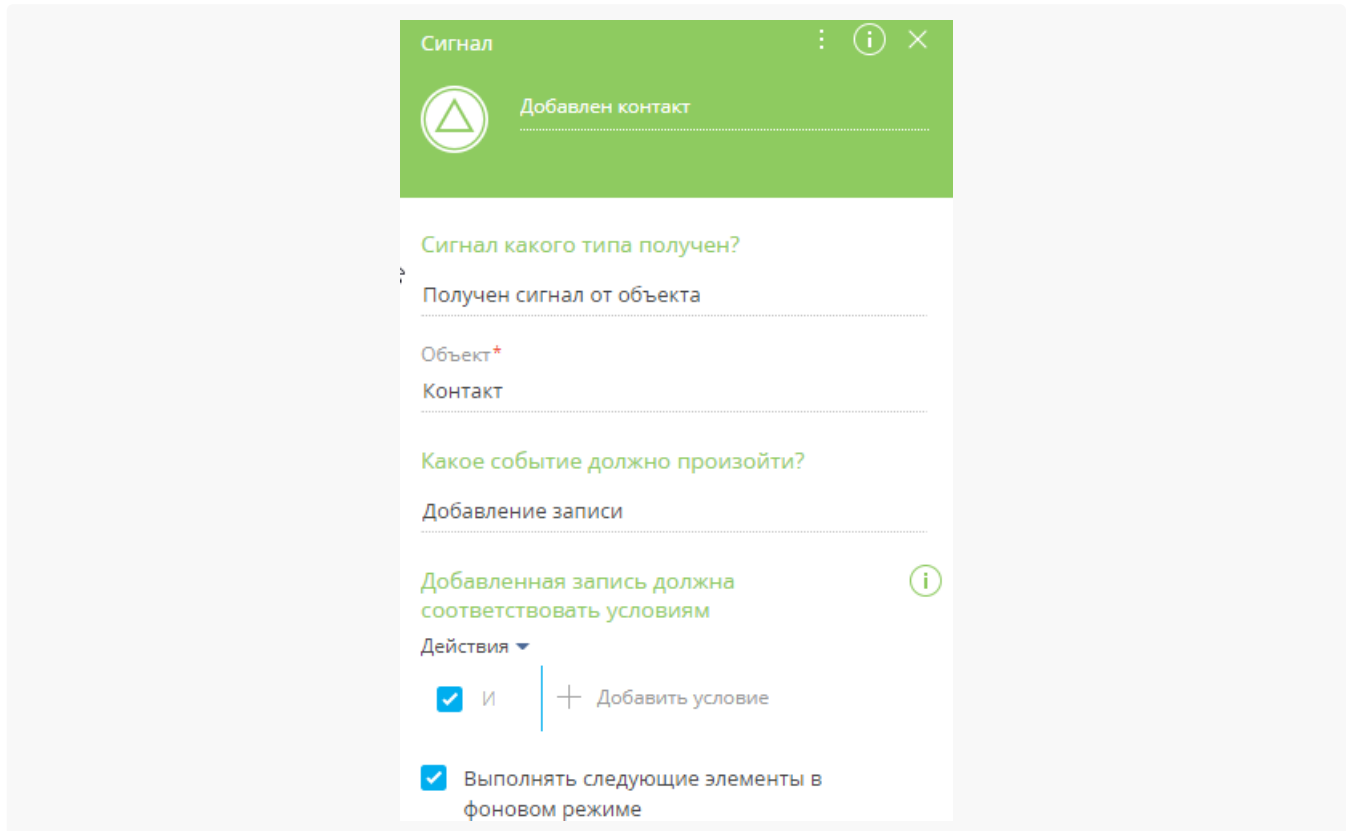 Сигнал
Добавлен контакт
Сигнал какого типа получен?
Получен сигнал от объекта
Объект*
Контакт
Какое событие должно произойти?
Добавление записи
Добавленная запись должна
соответствовать условиям
Действия
И
Добавить условие
Выполнять следующие элементы в
фоновом режиме